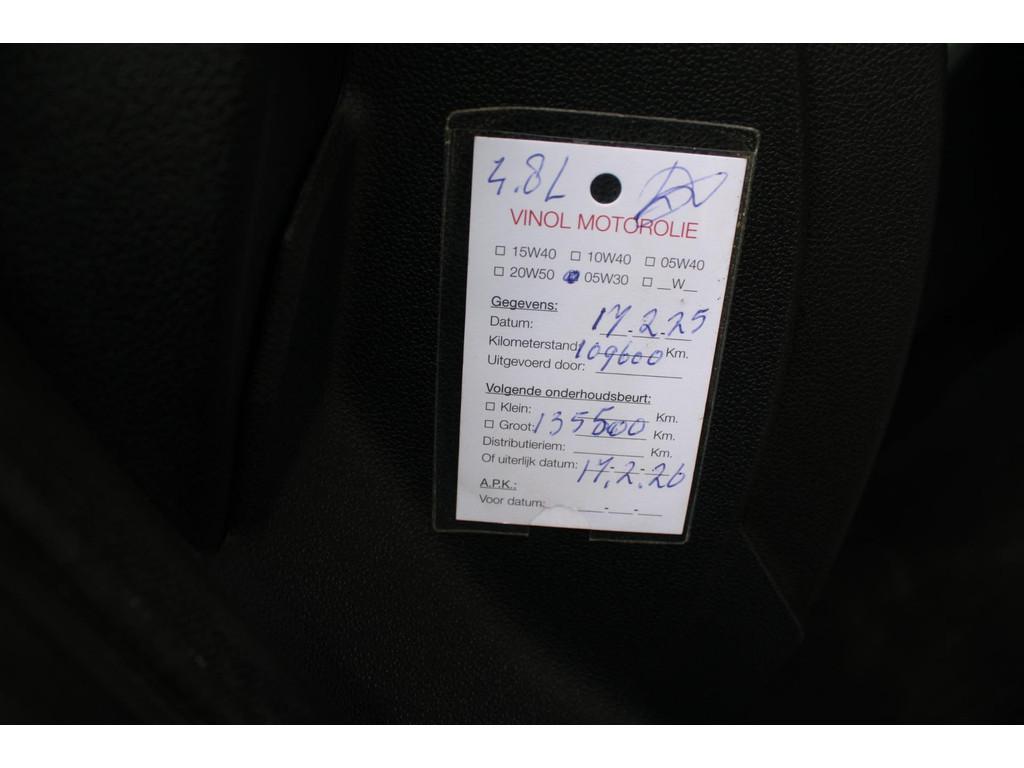 4.8L
VINOL MOTOROLIE
15W40 10W40 05W40
20W50 05W30 __W__
Gegevens:
Datum: 17.2.25
Kilometerstand: 109600 Km.
Uitgevoerd door:
Volgende onderhoudsbeurt:
Klein: Km.
Groot: 135500 Km.
Distributieriem: Km.
Of uiterlijk datum: 17.2.26
A.P.K.:
Voor datum: